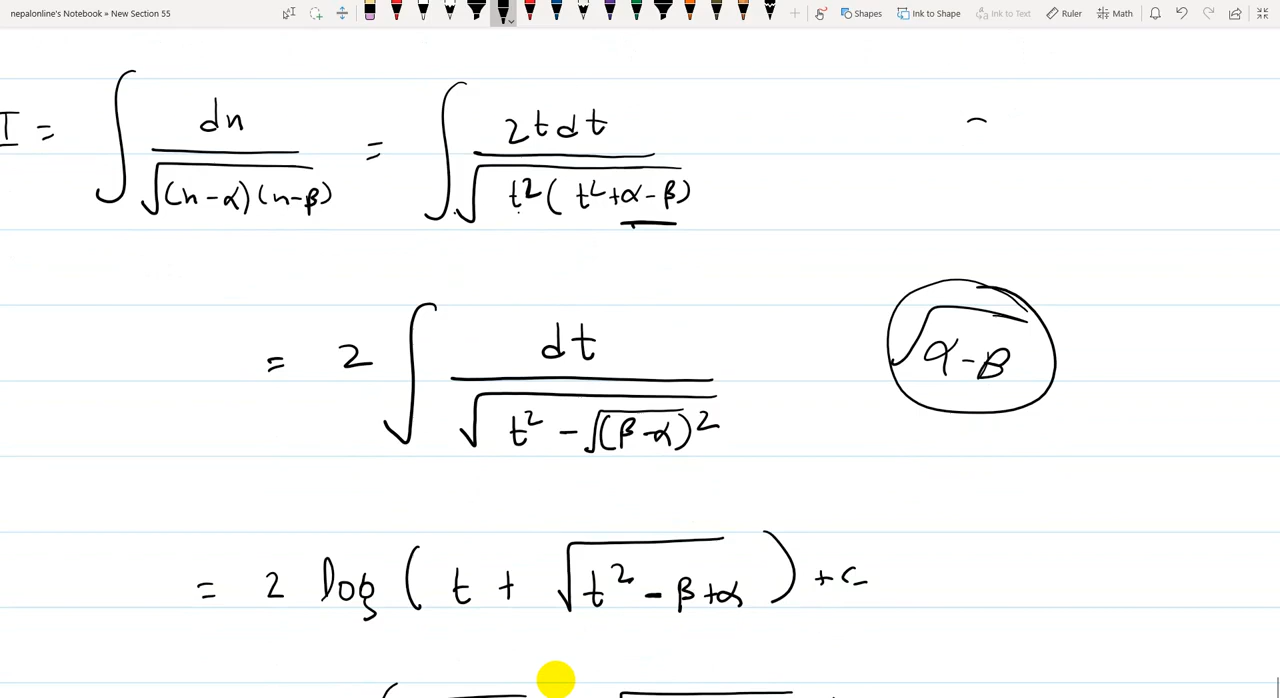 nepalonline's Notebook » New Section 55 Shapes Ink to Shape Ink to Text Ruler Math
I = ∫ dn / √((n-α)(n-β)) = ∫ 2t dt / √(t²(t²+α-β))
= 2 ∫ dt / √(t² - √(β-α)²) √α-β
= 2 log(t + √(t² - β+α)) + c